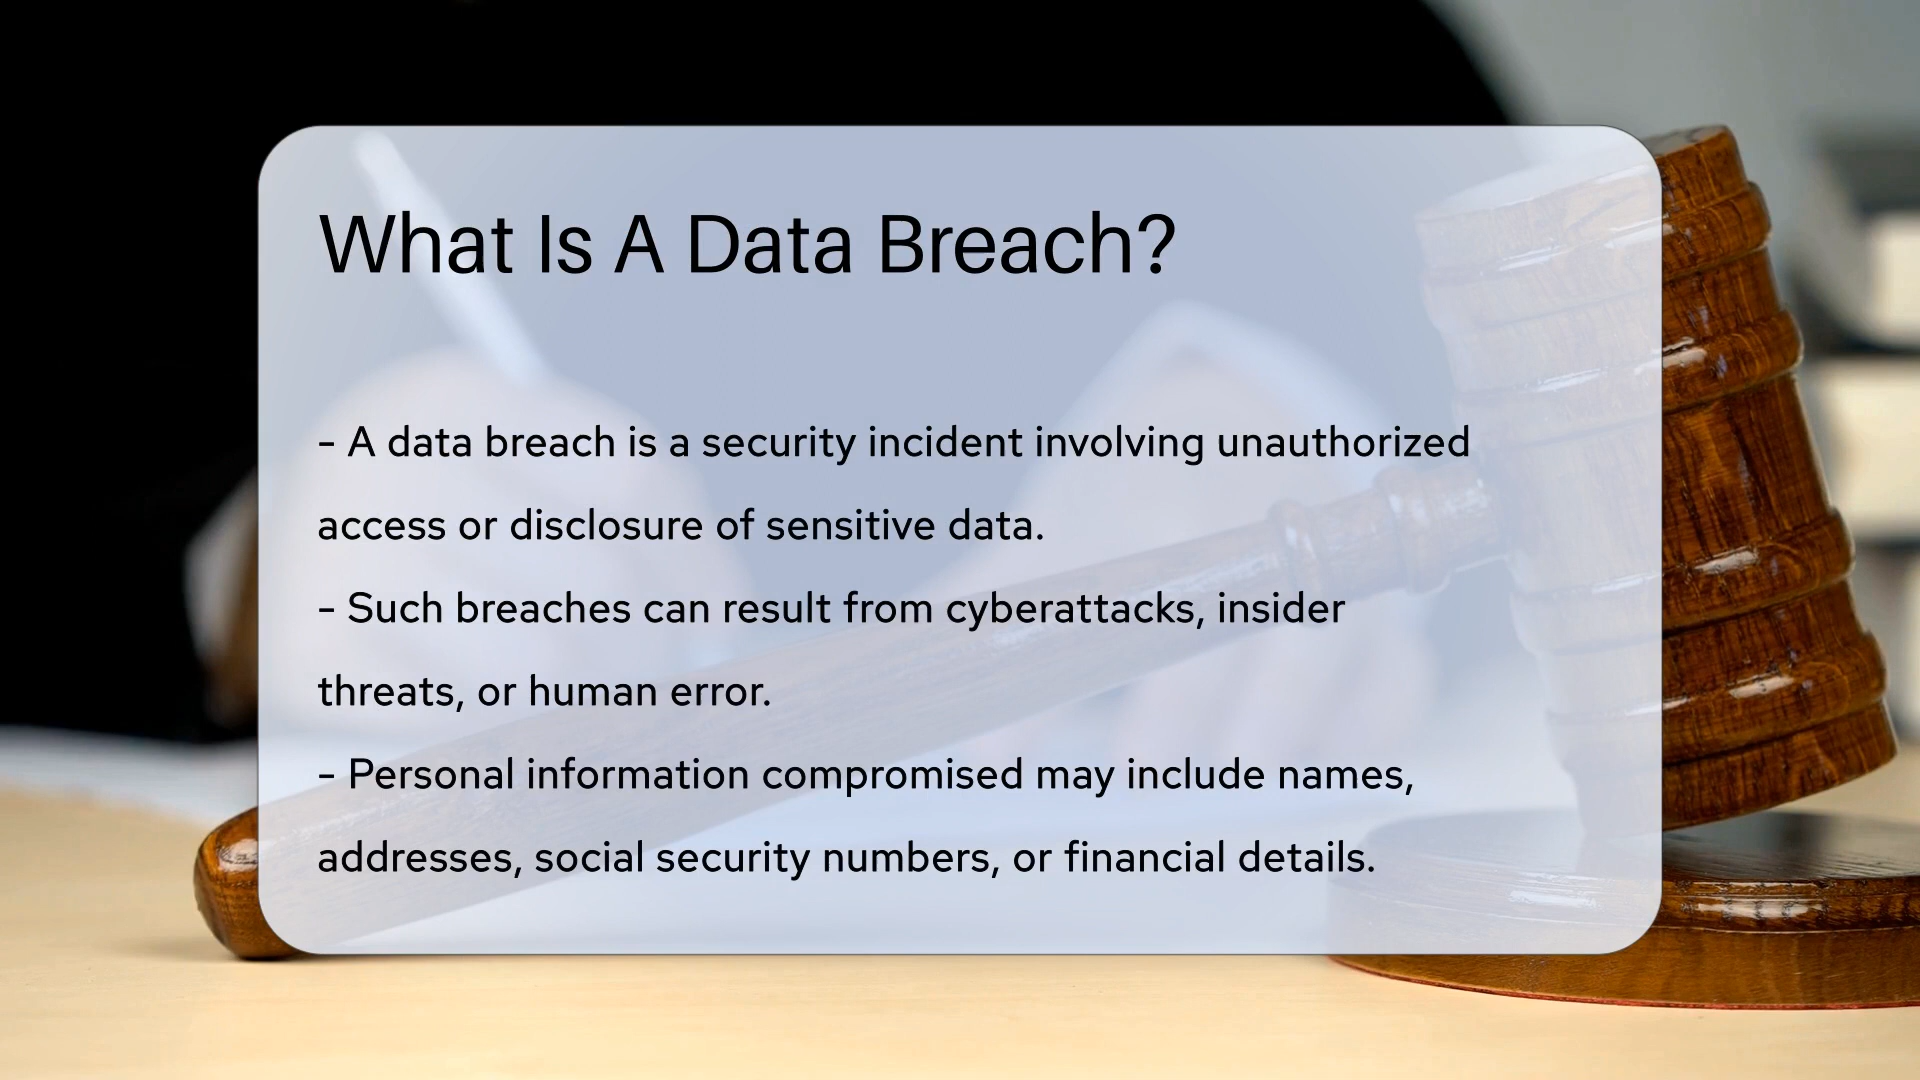 What Is A Data Breach?
- A data breach is a security incident involving unauthorized
access or disclosure of sensitive data.
- Such breaches can result from cyberattacks, insider
threats, or human error.
- Personal information compromised may include names,
addresses, social security numbers, or financial details.